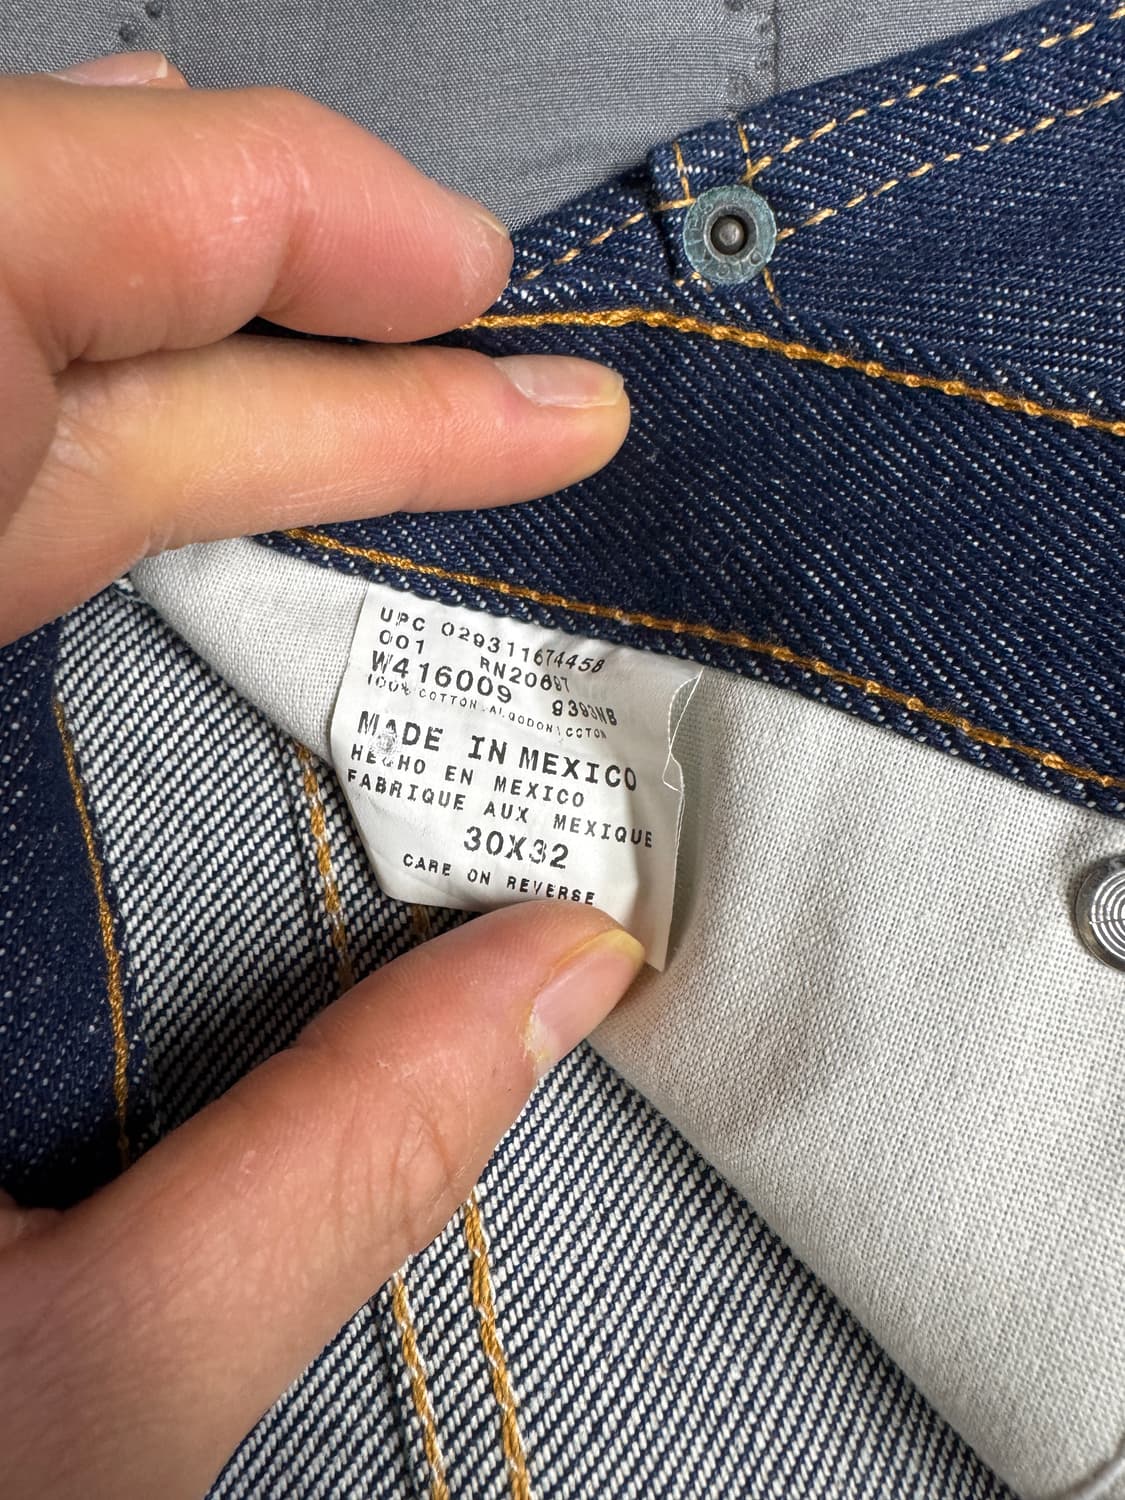 UPC 029311674458
001 RN20697
W416009 9393NB
100% COTTON.ALGODON\COTON
MADE IN MEXICO
HECHO EN MEXICO
FABRIQUE AUX MEXIQUE
30X32
CARE ON REVERSE